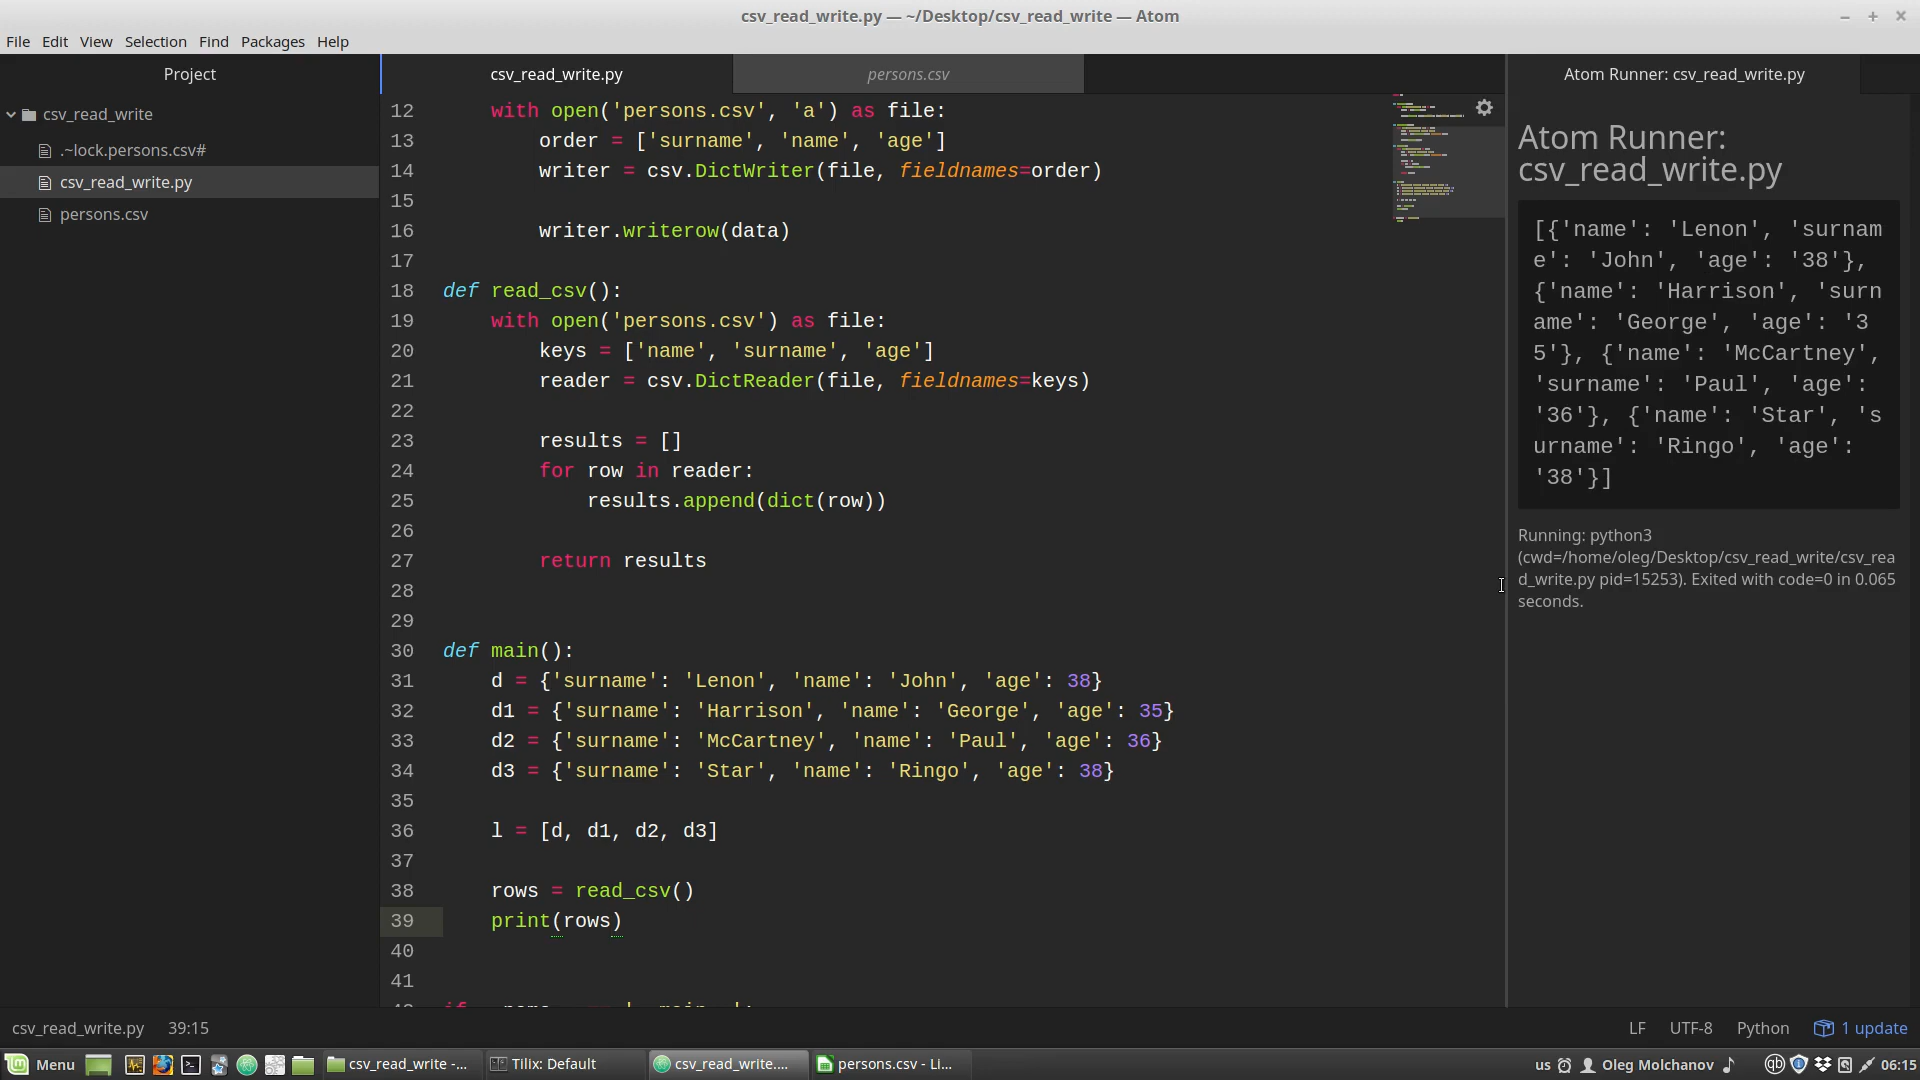 csv_read_write.py — ~/Desktop/csv_read_write — Atom
File Edit View Selection Find Packages Help
Project
csv_read_write
.~lock.persons.csv#
csv_read_write.py
persons.csv
csv_read_write.py
persons.csv
12 with open('persons.csv', 'a') as file:
13 order = ['surname', 'name', 'age']
14 writer = csv.DictWriter(file, fieldnames=order)
15
16 writer.writerow(data)
17
18 def read_csv():
19 with open('persons.csv') as file:
20 keys = ['name', 'surname', 'age']
21 reader = csv.DictReader(file, fieldnames=keys)
22
23 results = []
24 for row in reader:
25 results.append(dict(row))
26
27 return results
28
29
30 def main():
31 d = {'surname': 'Lenon', 'name': 'John', 'age': 38}
32 d1 = {'surname': 'Harrison', 'name': 'George', 'age': 35}
33 d2 = {'surname': 'McCartney', 'name': 'Paul', 'age': 36}
34 d3 = {'surname': 'Star', 'name': 'Ringo', 'age': 38}
35
36 l = [d, d1, d2, d3]
37
38 rows = read_csv()
39 print(rows)
40
41
Atom Runner: csv_read_write.py
Atom Runner:
csv_read_write.py
[{'name': 'Lenon', 'surnam
e': 'John', 'age': '38'},
{'name': 'Harrison', 'surn
ame': 'George', 'age': '3
5'}, {'name': 'McCartney',
'surname': 'Paul', 'age':
'36'}, {'name': 'Star', 's
urname': 'Ringo', 'age':
'38'}]
Running: python3
(cwd=/home/oleg/Desktop/csv_read_write/csv_rea
d_write.py pid=15253). Exited with code=0 in 0.065
seconds.
csv_read_write.py 39:15 LF UTF-8 Python 1 update
Menu csv_read_write -... Tilix: Default csv_read_write.... persons.csv - Li... us Oleg Molchanov 06:15